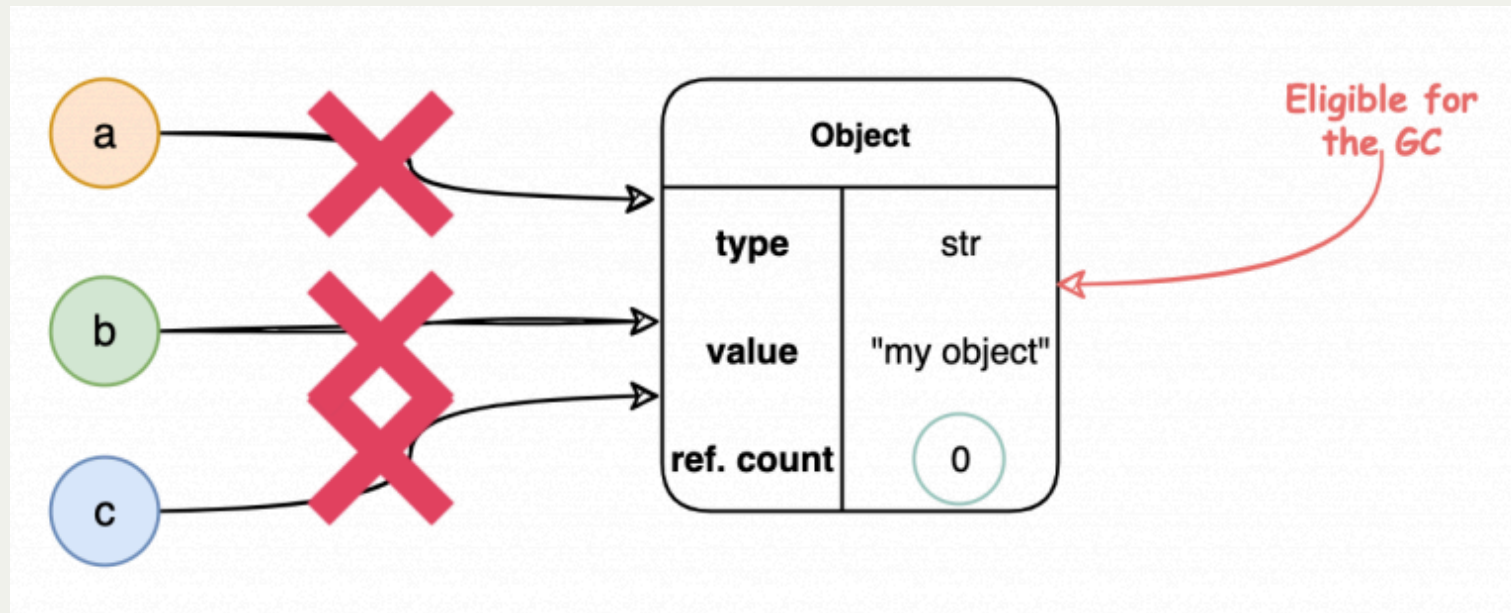 a
b
c
Object
type str
value "my object"
ref. count 0
Eligible for
the GC